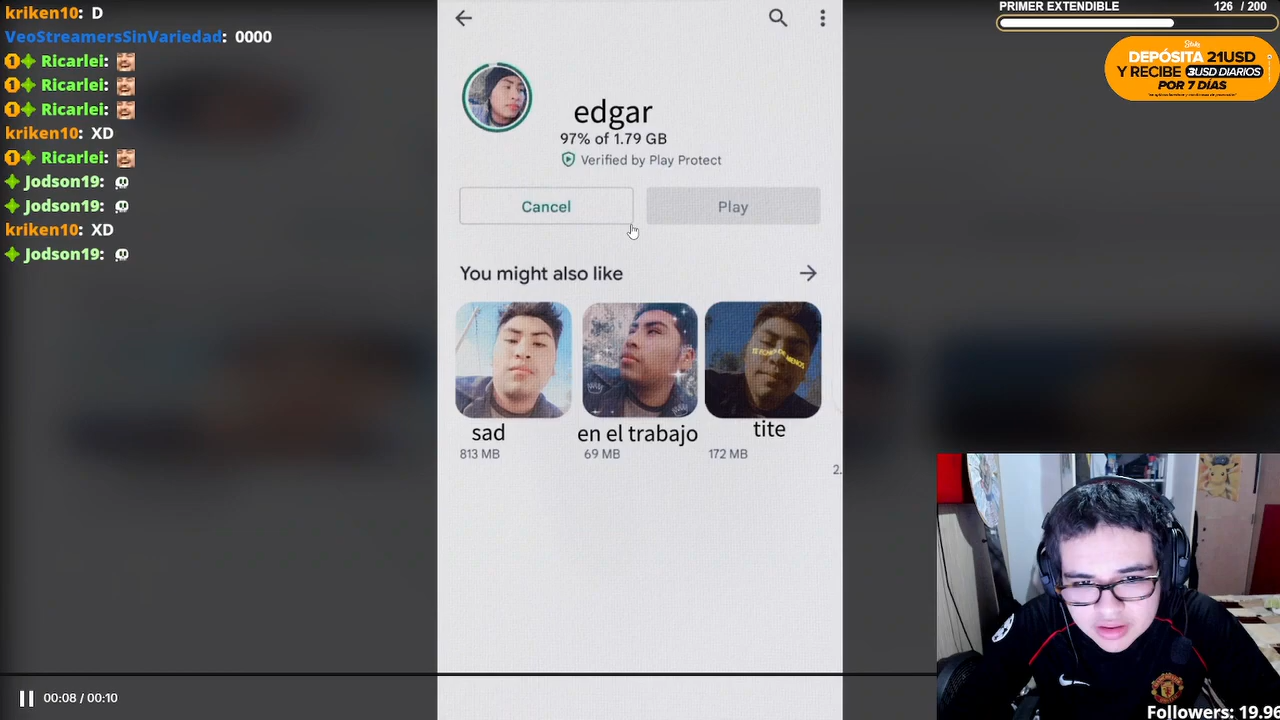 kriken10: D
VeoStreamersSinVariedad: 0000
Ricarlei:
Ricarlei:
Ricarlei:
kriken10: XD
Ricarlei:
Jodson19:
Jodson19:
kriken10: XD
Jodson19:
edgar
97% of 1.79 GB
Verified by Play Protect
Cancel
Play
You might also like
sad
813 MB
en el trabajo
69 MB
tite
172 MB
2.
00:08 / 00:10
PRIMER EXTENDIBLE 126 / 200
DEPÓSITA 21USD
Y RECIBE 3USD DIARIOS
POR 7 DÍAS
Followers: 19.96